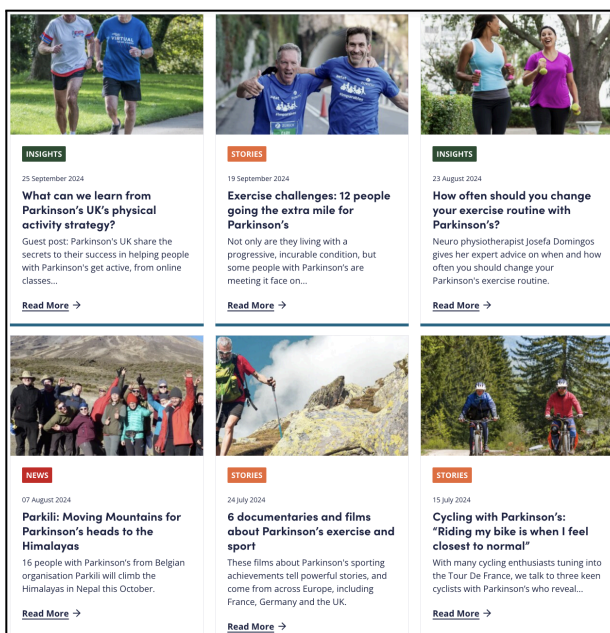 VIRTUAL
INSIGHTS
25 September 2024
What can we learn from
Parkinson's UK's physical
activity strategy?
Guest post: Parkinson's UK share the
secrets to their success in helping people
with Parkinson's get active, from online
classes...
Read More →
STORIES
19 September 2024
Exercise challenges: 12 people
going the extra mile for
Parkinson's
Not only are they living with a
progressive, incurable condition, but
some people with Parkinson's are
meeting it face on...
Read More →
INSIGHTS
23 August 2024
How often should you change
your exercise routine with
Parkinson's?
Neuro physiotherapist Josefa Domingos
gives her expert advice on when and how
often you should change your
Parkinson's exercise routine.
Read More →
NEWS
07 August 2024
Parkili: Moving Mountains for
Parkinson's heads to the
Himalayas
16 people with Parkinson's from Belgian
organisation Parkili will climb the
Himalayas in Nepal this October.
Read More →
STORIES
24 July 2024
6 documentaries and films
about Parkinson's exercise and
sport
These films about Parkinson's sporting
achievements tell powerful stories, and
come from across Europe, including
France, Germany and the UK.
Read More →
STORIES
15 July 2024
Cycling with Parkinson's:
"Riding my bike is when I feel
closest to normal"
With many cycling enthusiasts tuning into
the Tour De France, we talk to three keen
cyclists with Parkinson's who reveal...
Read More →